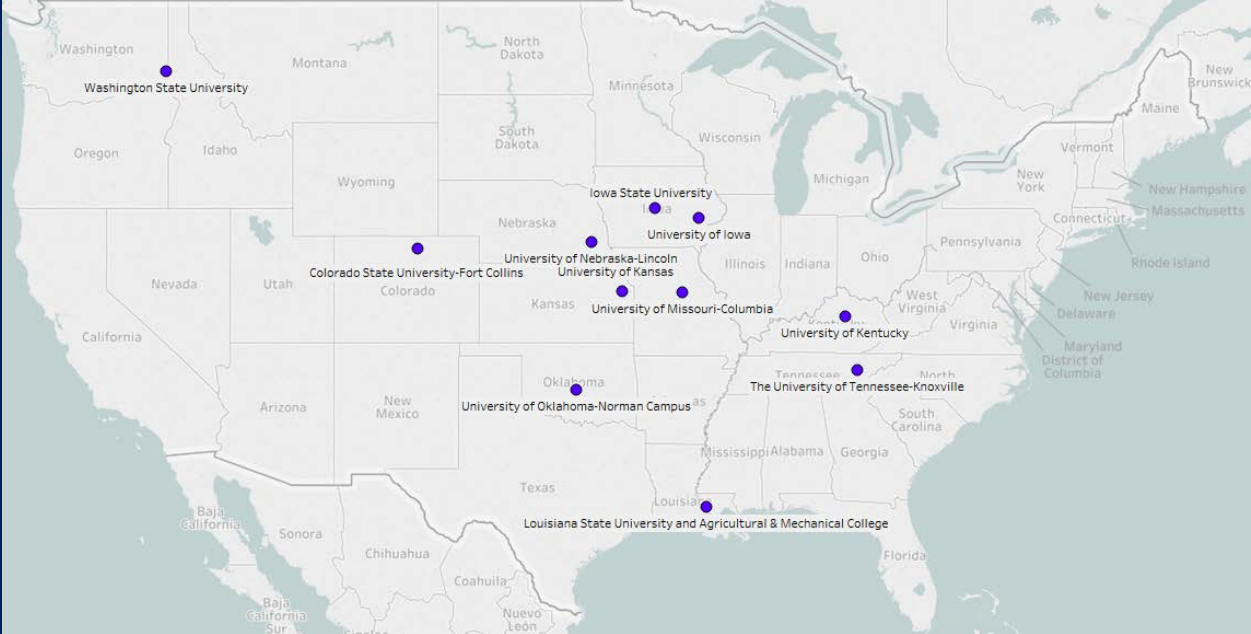 Washington
North
Dakota
Montana
New
Brunswick
Washington State University
Minnesota
Maine
Wisconsin
South
Dakota
Oregon
Idaho
Vermont
Wyoming
Michigan
New
York
New Hampshire
Iowa State University
Massachusetts
Nebraska
Connecticut
University of Iowa
Pennsylvania
University of Nebraska-Lincoln
Ohio
Illinois
Indiana
Rhode Island
Colorado State University-Fort Collins
University of Kansas
Nevada
Utah
Colorado
New Jersey
Kansas
West
Virginia
University of Missouri-Columbia
Delaware
Virginia
California
Kentucky
University of Kentucky
Maryland
District of
Columbia
Tennessee
North
Oklahoma
The University of Tennessee-Knoxville
Arizona
New
Mexico
University of Oklahoma-Norman Campus
as
South
Carolina
Mississippi
Alabama
Georgia
Texas
Louisiana
Baja
California
Louisiana State University and Agricultural & Mechanical College
Sonora
Chihuahua
Florida
Coahuila
Baja
California
Sur
Nuevo
León